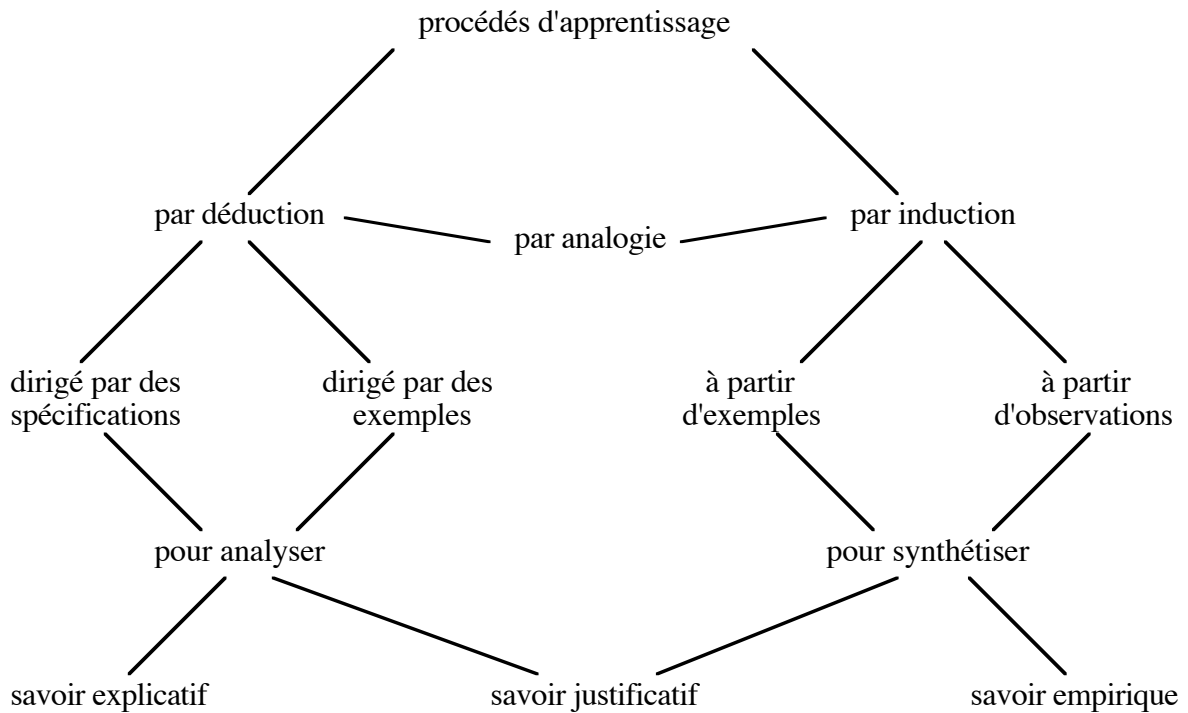 procédés d'apprentissage
par déduction
par analogie
par induction
dirigé par des
spécifications
dirigé par des
exemples
à partir
d'exemples
à partir
d'observations
pour analyser
pour synthétiser
savoir explicatif
savoir justificatif
savoir empirique